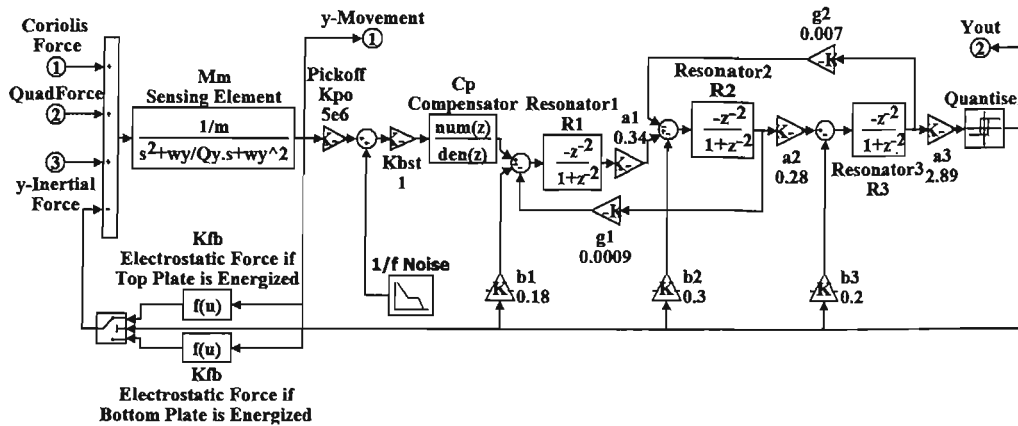 Coriolis
Force
1
QuadForce
2
3
y-Inertial
Force
Mm
Sensing Element
1/m
s²+wy/Qy.s+wy^2
y-Movement
1
Pickoff
Kpo
5e6
Kbst
1
Cp
Compensator
num(z)
den(z)
Resonator1
R1
-z⁻²
1+z⁻²
a1
0.34
g1
0.0009
Resonator2
R2
-z⁻²
1+z⁻²
g2
0.007
a2
0.28
-z⁻²
1+z⁻²
Resonator3
R3
a3
2.89
Yout
2
Quantise
1/f Noise
b1
0.18
b2
0.3
b3
0.2
K
K
K
-K
-K
Kfb
Electrostatic Force if
Top Plate is Energized
f(u)
f(u)
Kfb
Electrostatic Force if
Bottom Plate is Energized